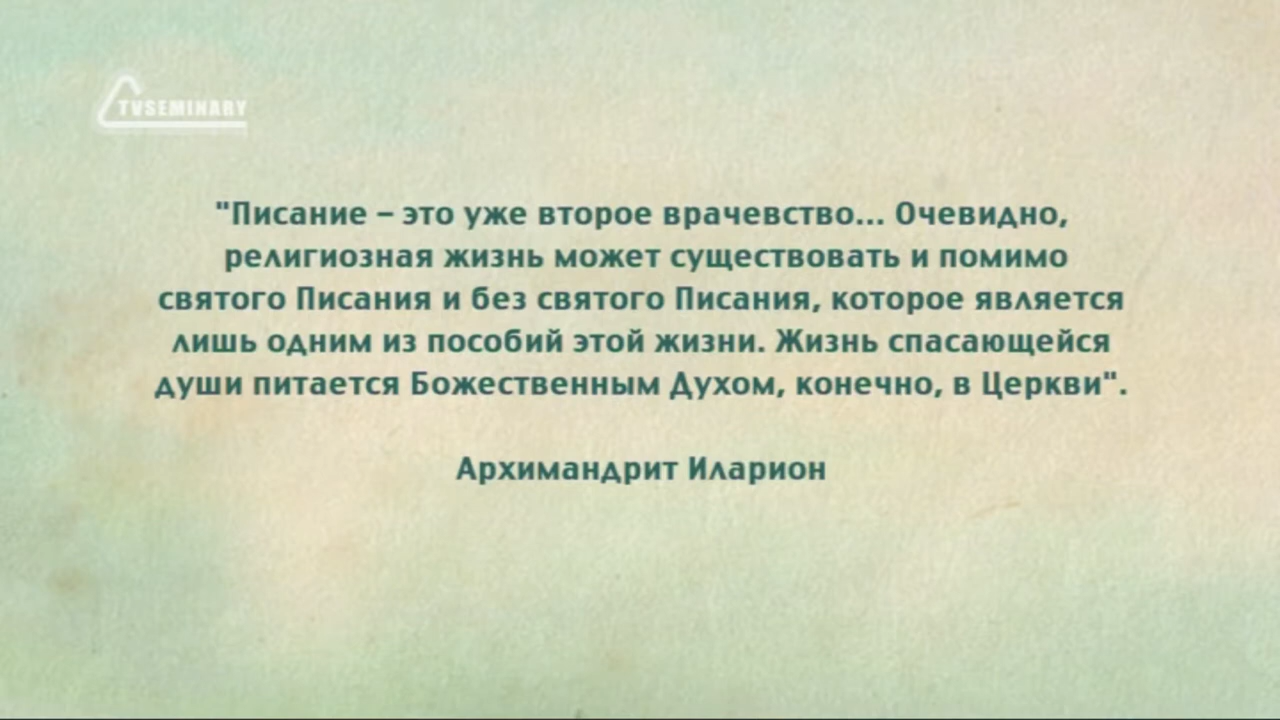 TVSEMINARY
"Писание – это уже второе врачевство... Очевидно,
религиозная жизнь может существовать и помимо
святого Писания и без святого Писания, которое является
лишь одним из пособий этой жизни. Жизнь спасающейся
души питается Божественным Духом, конечно, в Церкви".
Архимандрит Иларион